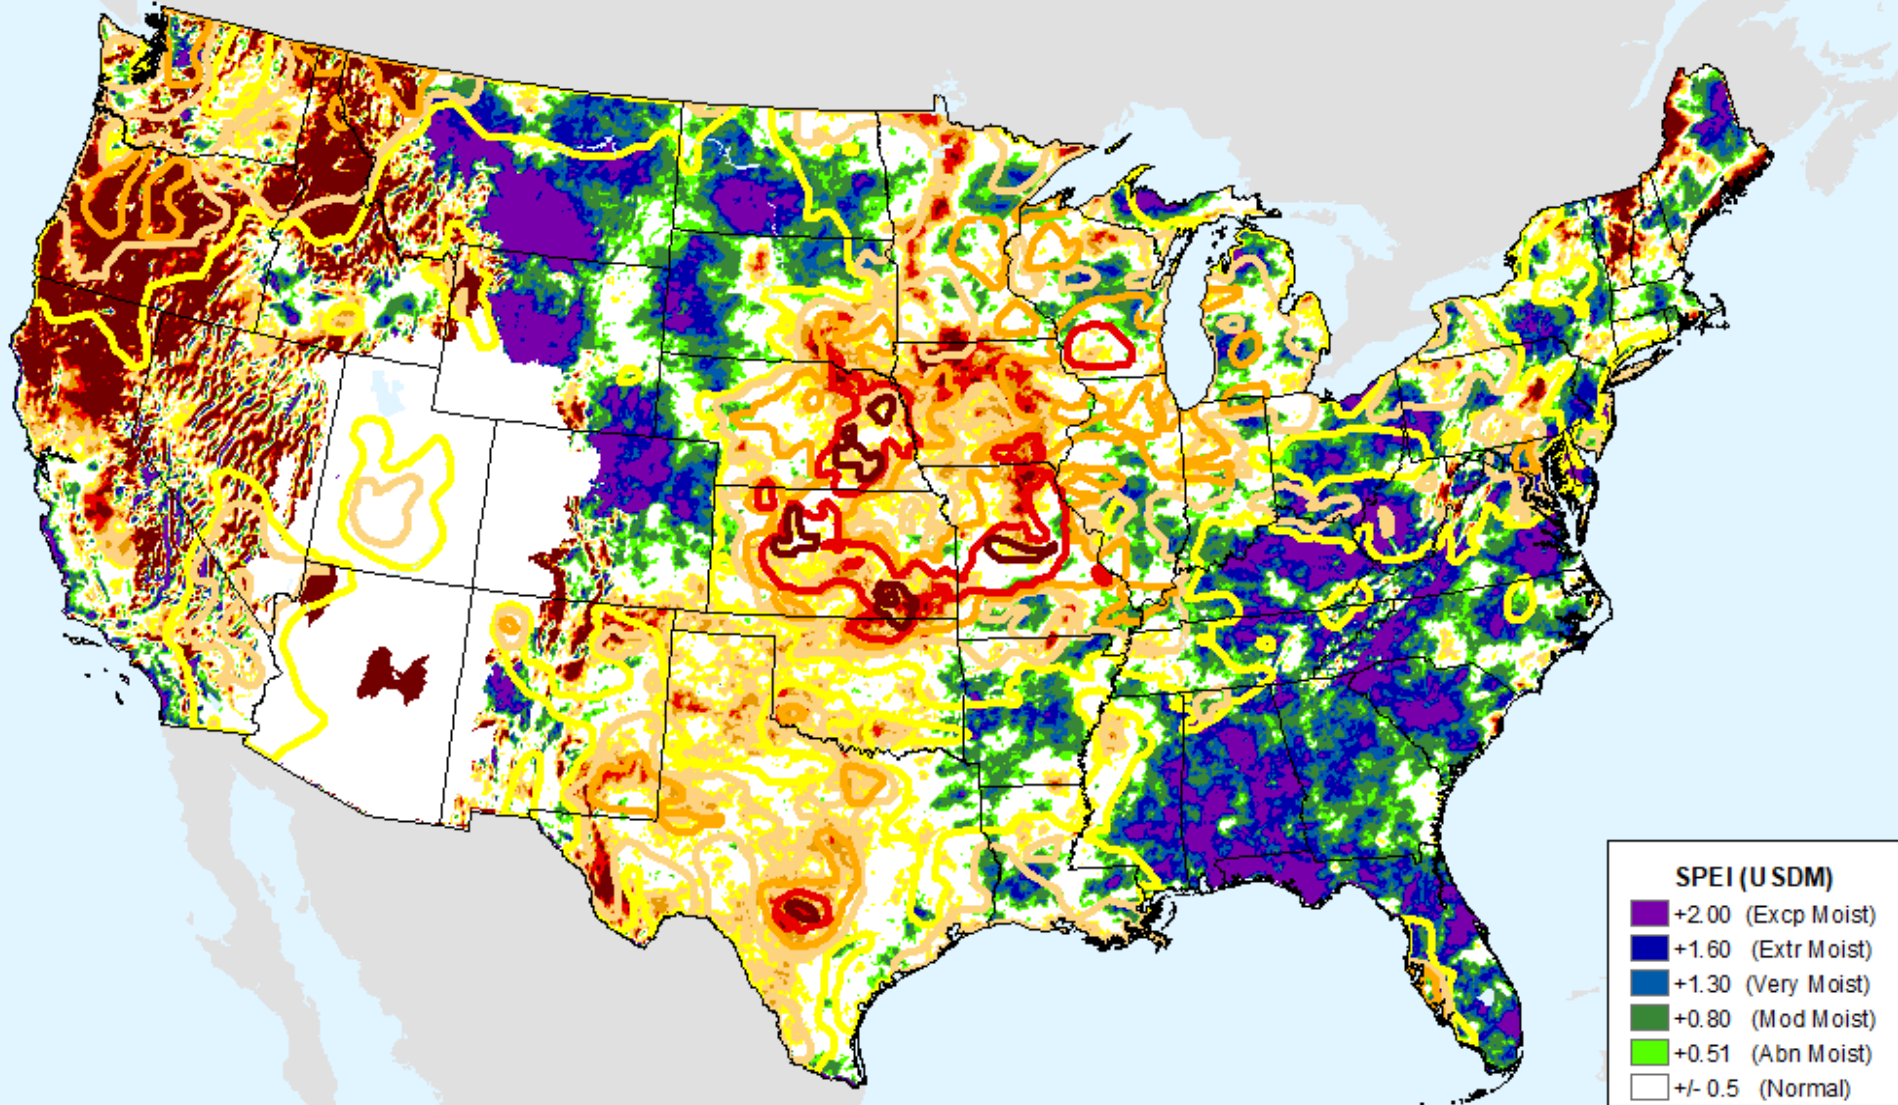 SPEI (USDM)
+2.00 (Excp Moist)
+1.60 (Extr Moist)
+1.30 (Very Moist)
+0.80 (Mod Moist)
+0.51 (Abn Moist)
+/- 0.5 (Normal)